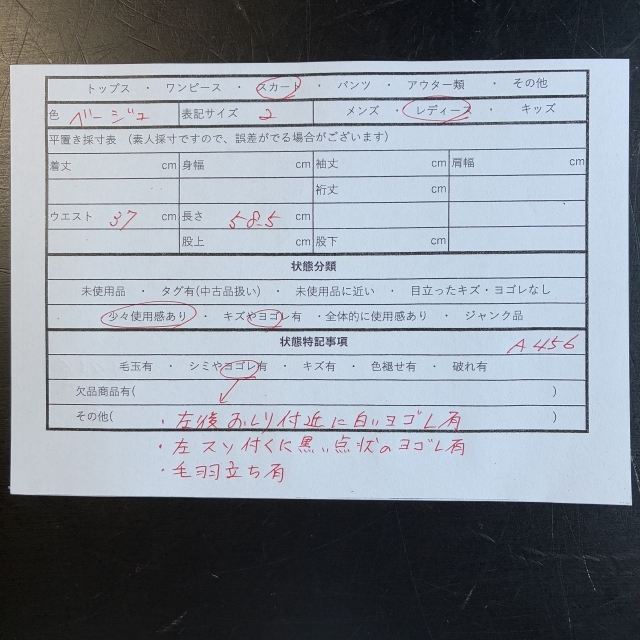 トップス ・ ワンピース ・ スカート ・ パンツ ・ アウター類 ・ その他
色 ベージュ 表記サイズ 2 メンズ ・ レディース ・ キッズ
平置き採寸表 （素人採寸ですので、誤差がでる場合がございます）
着丈 cm 身幅 cm 袖丈 cm 肩幅 cm
裄丈 cm
ウエスト 37 cm 長さ 58.5 cm
股上 cm 股下 cm
状態分類
未使用品 ・ タグ有(中古品扱い) ・ 未使用品に近い ・ 目立ったキズ・ヨゴレなし
少々使用感あり ・ キズやヨゴレ有 ・全体的に使用感あり ・ ジャンク品
状態特記事項 A456
毛玉有 ・ シミやヨゴレ有 ・ キズ有 ・ 色褪せ有 ・ 破れ有
欠品商品有( )
その他( ・左後おしり付近に白いヨゴレ有 )
・左スソ付くに黒い点状のヨゴレ有
・毛羽立ち有